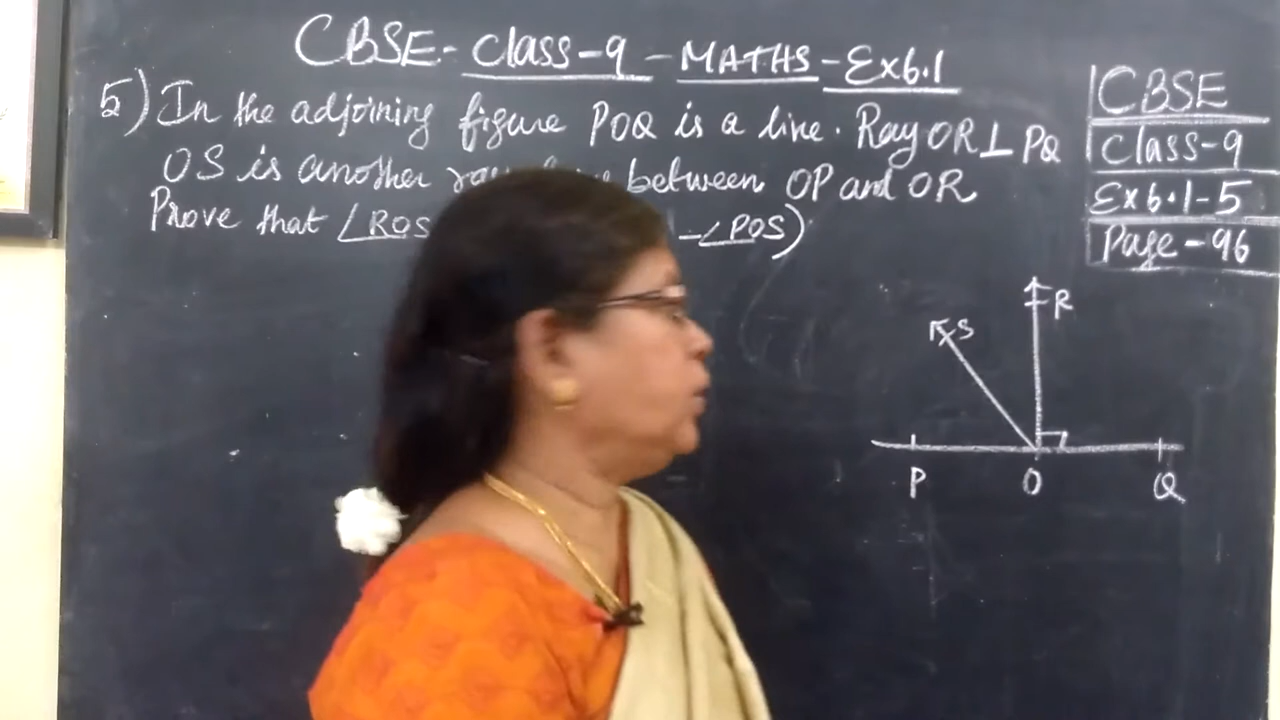 CBSE - Class - 9 - MATHS - Ex 6.1
5) In the adjoining figure POQ is a line. Ray OR ⊥ PQ
OS is another between OP and OR
Prove that ∠ROS - ∠POS)
CBSE
Class - 9
Ex 6.1 - 5
Page - 96
R
S
P O Q